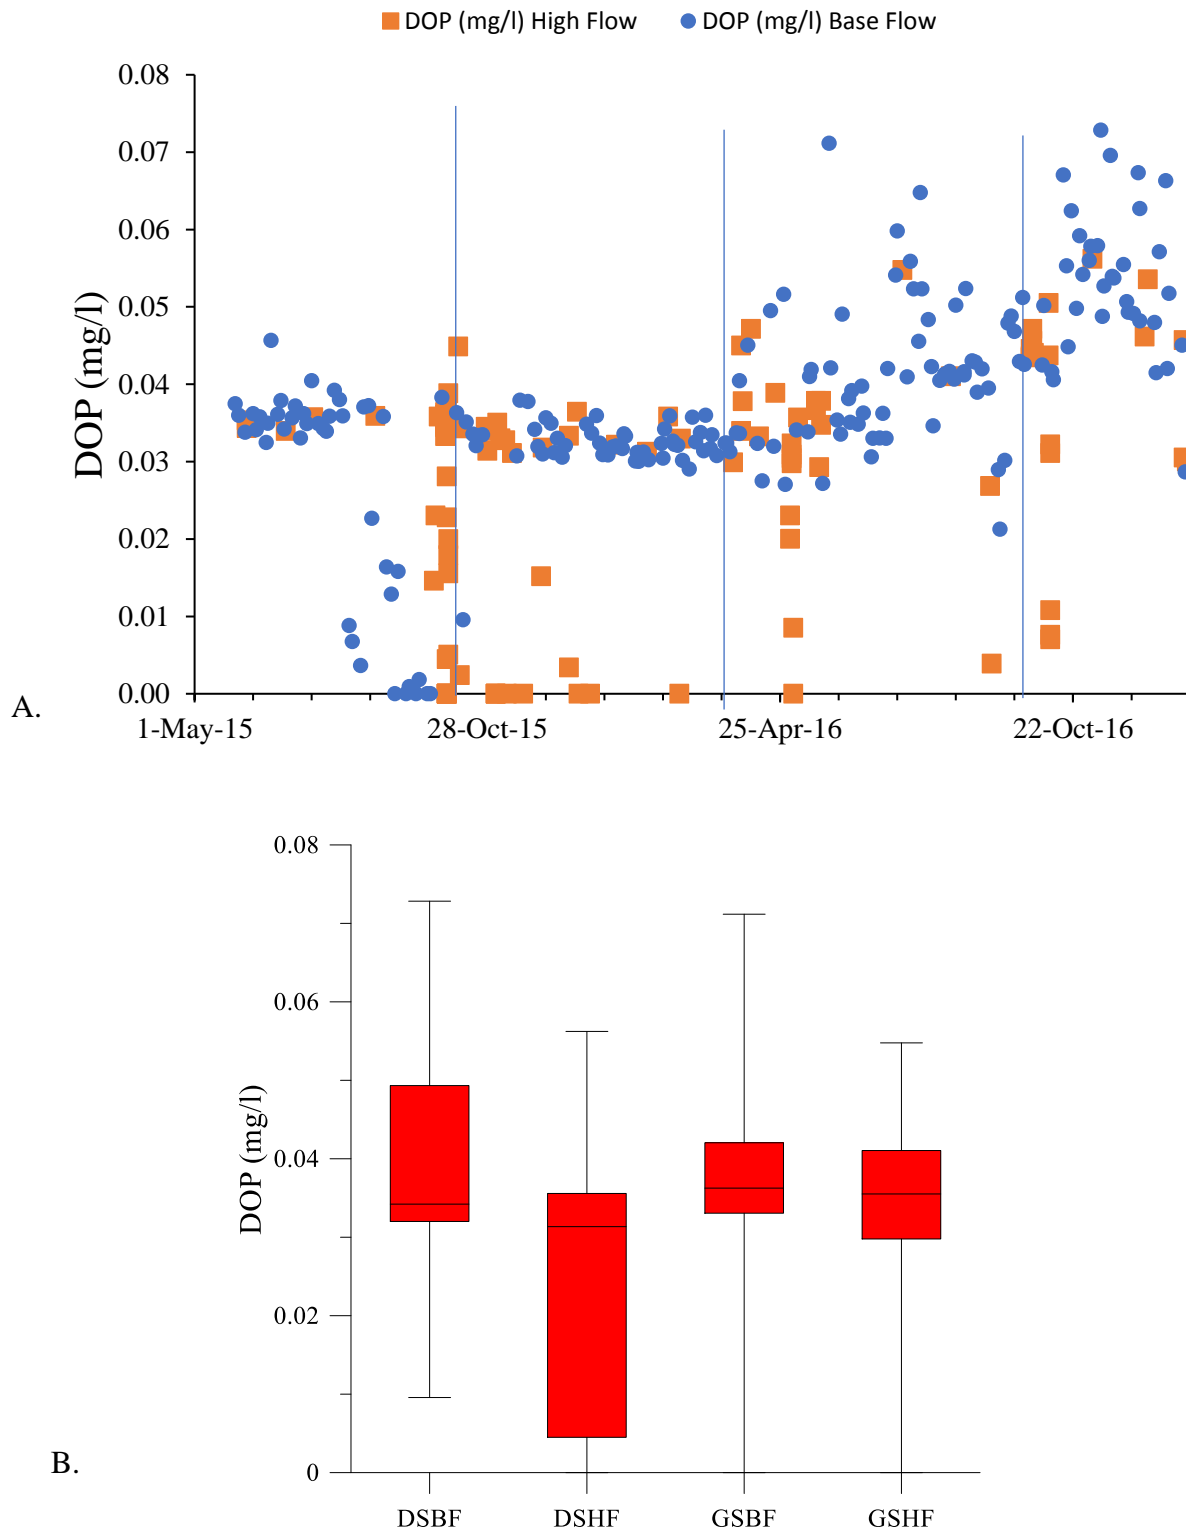 DOP (mg/l) High Flow DOP (mg/l) Base Flow
0.08
0.07
0.06
0.05
0.04
0.03
0.02
0.01
0.00
DOP (mg/l)
A.
1-May-15 28-Oct-15 25-Apr-16 22-Oct-16
0.08
0.06
0.04
0.02
0
DOP (mg/l)
B.
DSBF DSHF GSBF GSHF